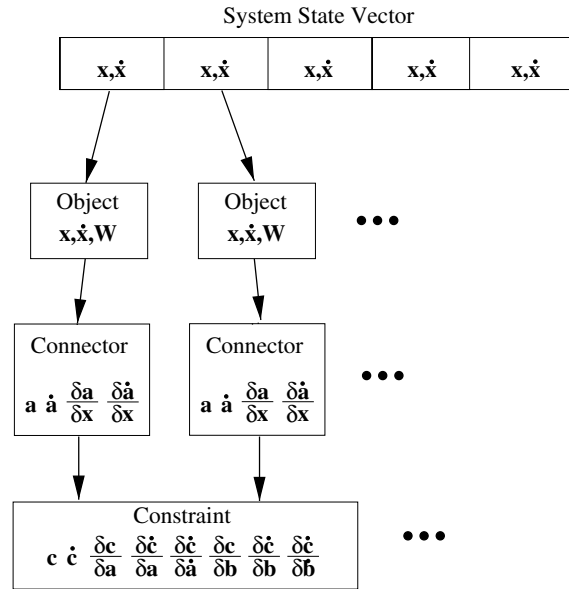 System State Vector
x,ẋ x,ẋ x,ẋ x,ẋ x,ẋ
Object
x,ẋ,W
Object
x,ẋ,W
Connector
a ȧ δa/δx δȧ/δx
Connector
a ȧ δa/δx δȧ/δx
Constraint
c ċ δc/δa δċ/δa δċ/δȧ δc/δb δċ/δb δċ/δḃ